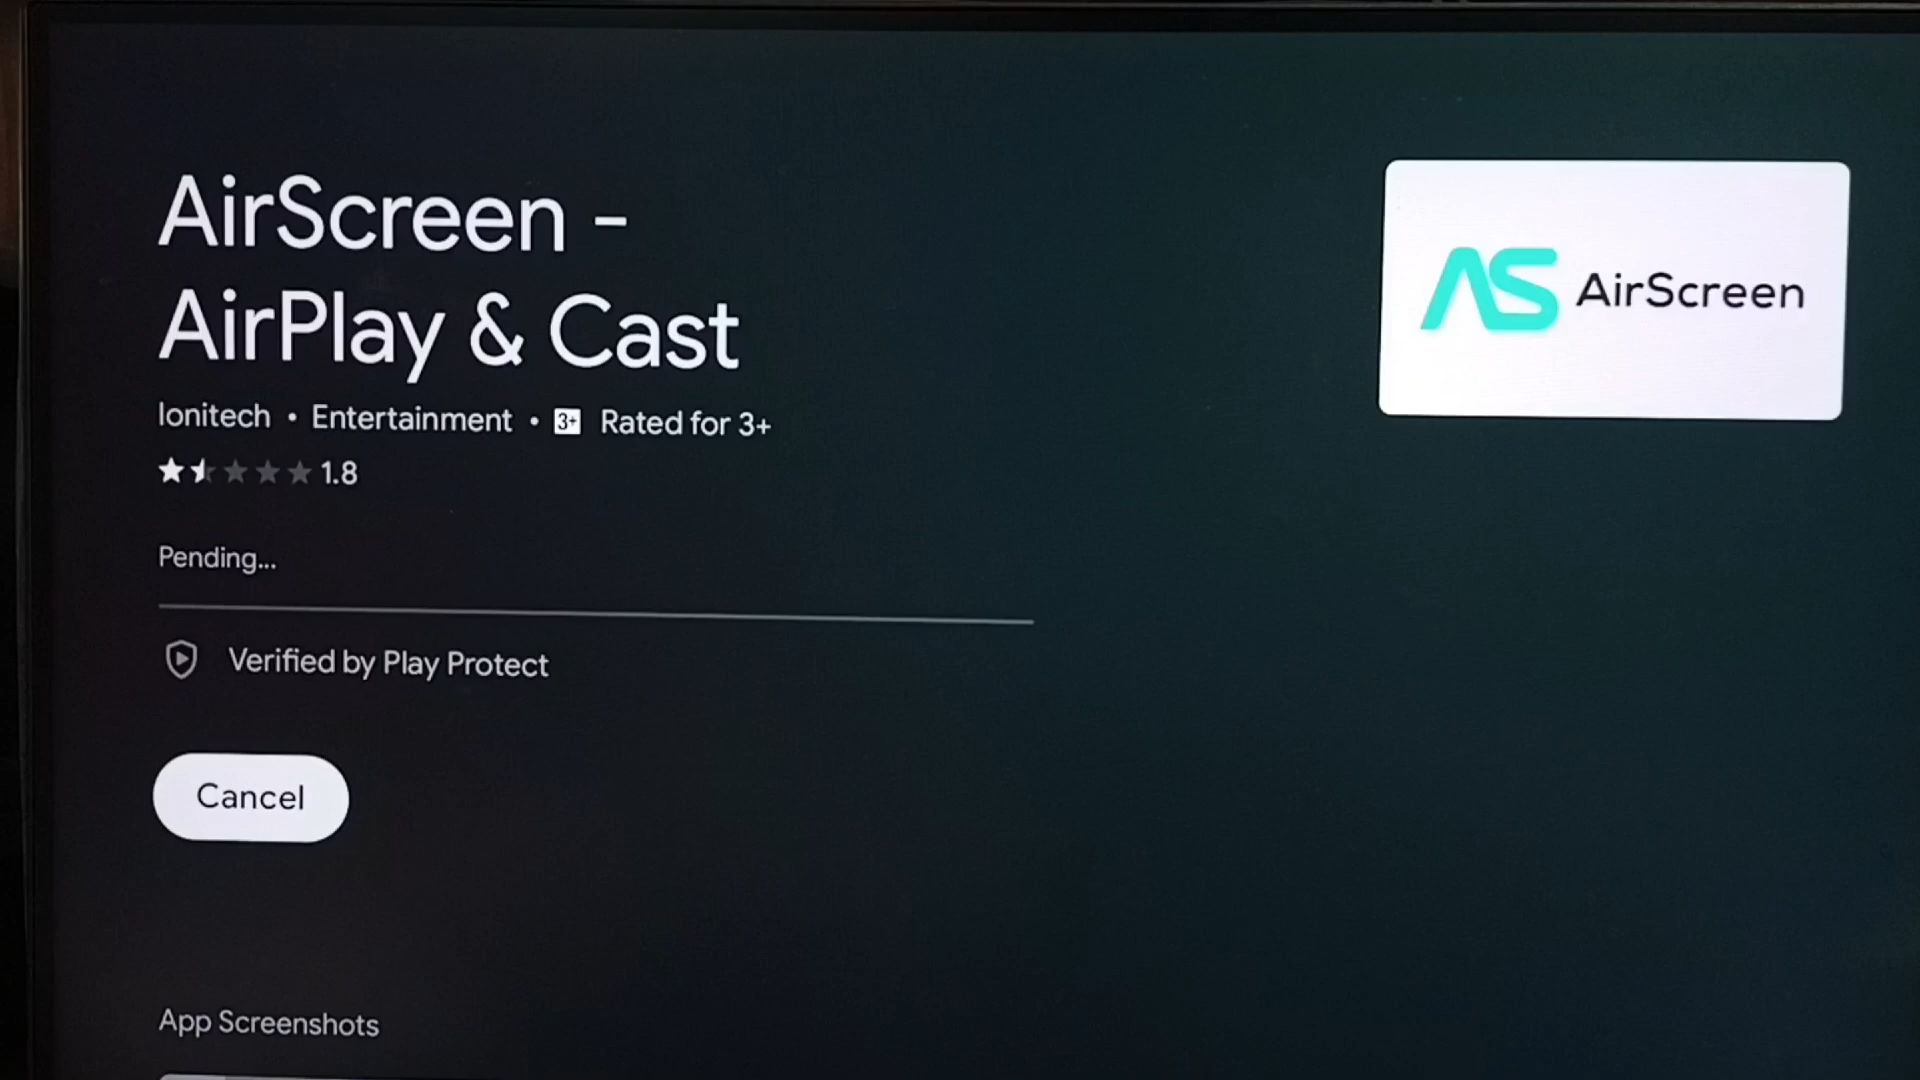 AirScreen -
AirPlay & Cast
Ionitech • Entertainment • 3+ Rated for 3+
1.8
Pending...
Verified by Play Protect
Cancel
App Screenshots
AS AirScreen